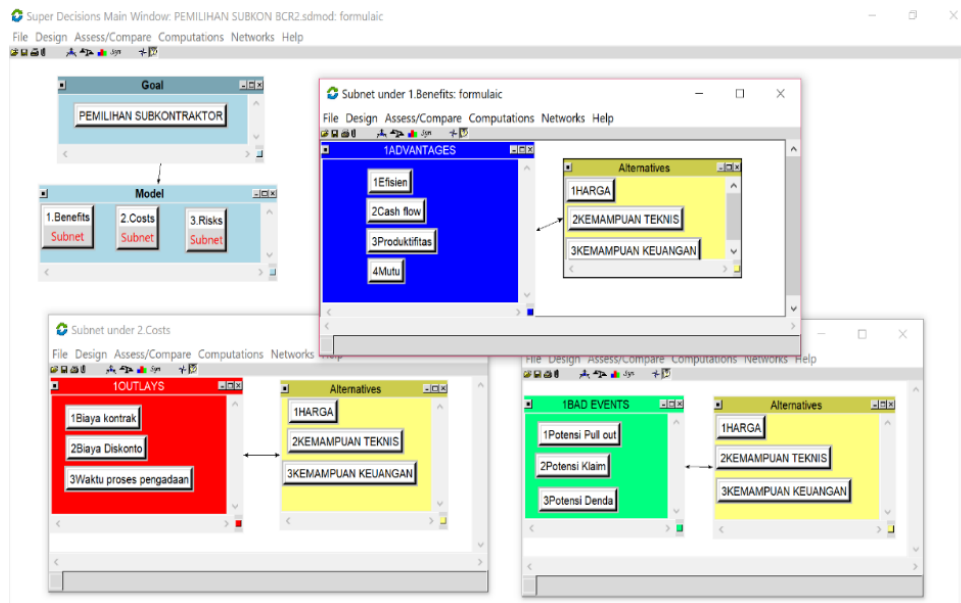 Super Decisions Main Window: PEMILIHAN SUBKON BCR2.sdmod: formulaic
File Design Assess/Compare Computations Networks Help
Goal
PEMILIHAN SUBKONTRAKTOR
Model
1.Benefits
Subnet
2.Costs
Subnet
3.Risks
Subnet
Subnet under 1.Benefits: formulaic
File Design Assess/Compare Computations Networks Help
1ADVANTAGES
1Efisien
2Cash flow
3Produktifitas
4Mutu
Alternatives
1HARGA
2KEMAMPUAN TEKNIS
3KEMAMPUAN KEUANGAN
Subnet under 2.Costs
File Design Assess/Compare Computations Networks
1OUTLAYS
1Biaya kontrak
2Biaya Diskonto
3Waktu proses pengadaan
Alternatives
1HARGA
2KEMAMPUAN TEKNIS
3KEMAMPUAN KEUANGAN
File Design Assess/Compare Computations Networks Help
1BAD EVENTS
1Potensi Pull out
2Potensi Klaim
3Potensi Denda
Alternatives
1HARGA
2KEMAMPUAN TEKNIS
3KEMAMPUAN KEUANGAN